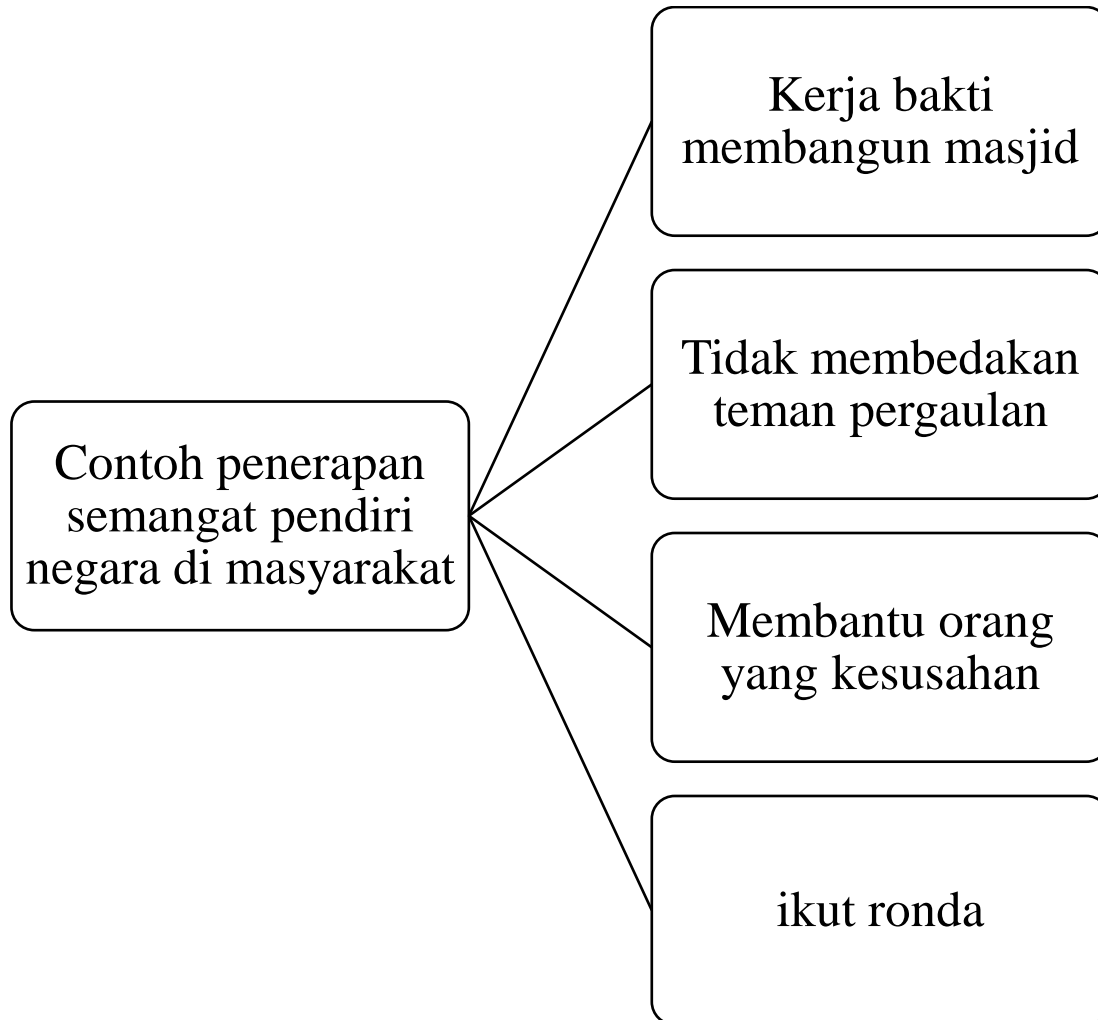 Contoh penerapan
semangat pendiri
negara di masyarakat
Kerja bakti
membangun masjid
Tidak membedakan
teman pergaulan
Membantu orang
yang kesusahan
ikut ronda